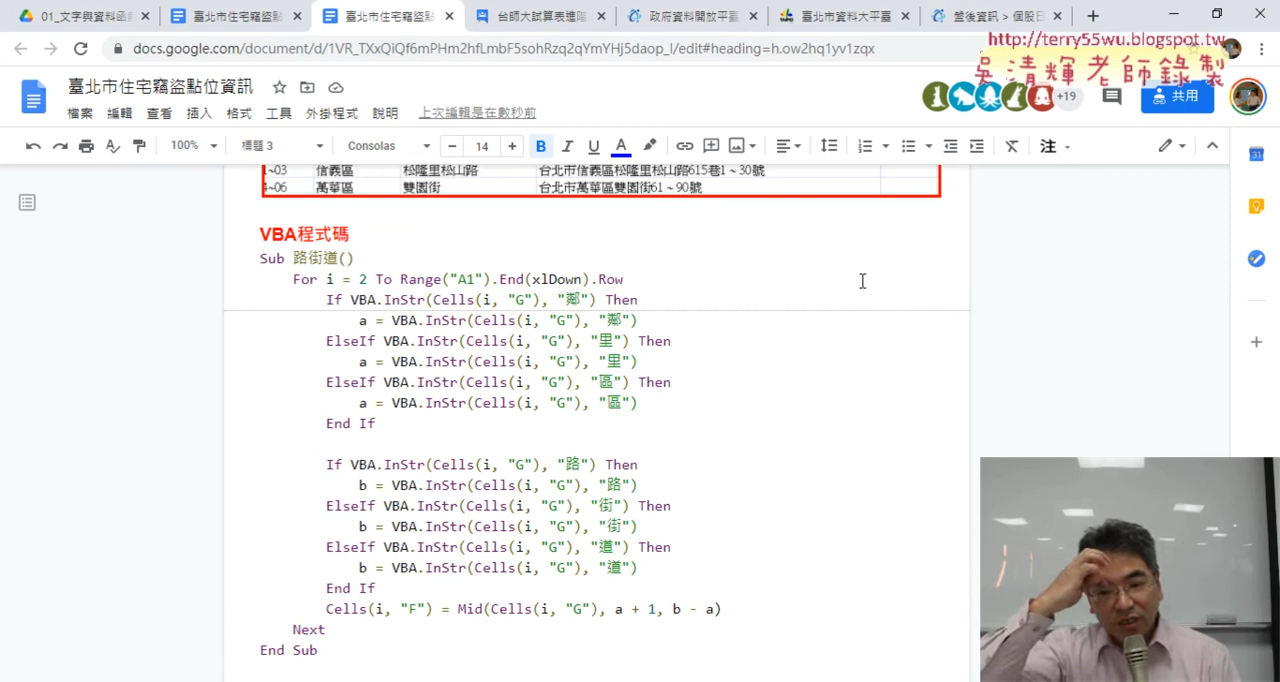 01_文字與資料函
臺北市住宅竊盜點
臺北市住宅竊盜點
台師大試算表進階
政府資料開放平臺
臺北市資料大平臺
盤後資訊 > 個股日
docs.google.com/document/d/1VR_TXxQiQf6mPHm2hfLmbF5sohRzq2qYmYHj5daop_I/edit#heading=h.ow2hq1yv1zqx
http://terry55wu.blogspot.tw
吳清輝老師錄製
臺北市住宅竊盜點位資訊
檔案 編輯 查看 插入 格式 工具 外掛程式 說明 上次編輯是在數秒前
+19
共用
100% 標題 3 Consolas 14 B I U A 注
1~03 信義區 松隆里松山路 台北市信義區松隆里松山路615巷1～30號
4~06 萬華區 雙園街 台北市萬華區雙園街61～90號
VBA程式碼
Sub 路街道()
For i = 2 To Range("A1").End(xlDown).Row
If VBA.InStr(Cells(i, "G"), "鄰") Then
a = VBA.InStr(Cells(i, "G"), "鄰")
ElseIf VBA.InStr(Cells(i, "G"), "里") Then
a = VBA.InStr(Cells(i, "G"), "里")
ElseIf VBA.InStr(Cells(i, "G"), "區") Then
a = VBA.InStr(Cells(i, "G"), "區")
End If
If VBA.InStr(Cells(i, "G"), "路") Then
b = VBA.InStr(Cells(i, "G"), "路")
ElseIf VBA.InStr(Cells(i, "G"), "街") Then
b = VBA.InStr(Cells(i, "G"), "街")
ElseIf VBA.InStr(Cells(i, "G"), "道") Then
b = VBA.InStr(Cells(i, "G"), "道")
End If
Cells(i, "F") = Mid(Cells(i, "G"), a + 1, b - a)
Next
End Sub